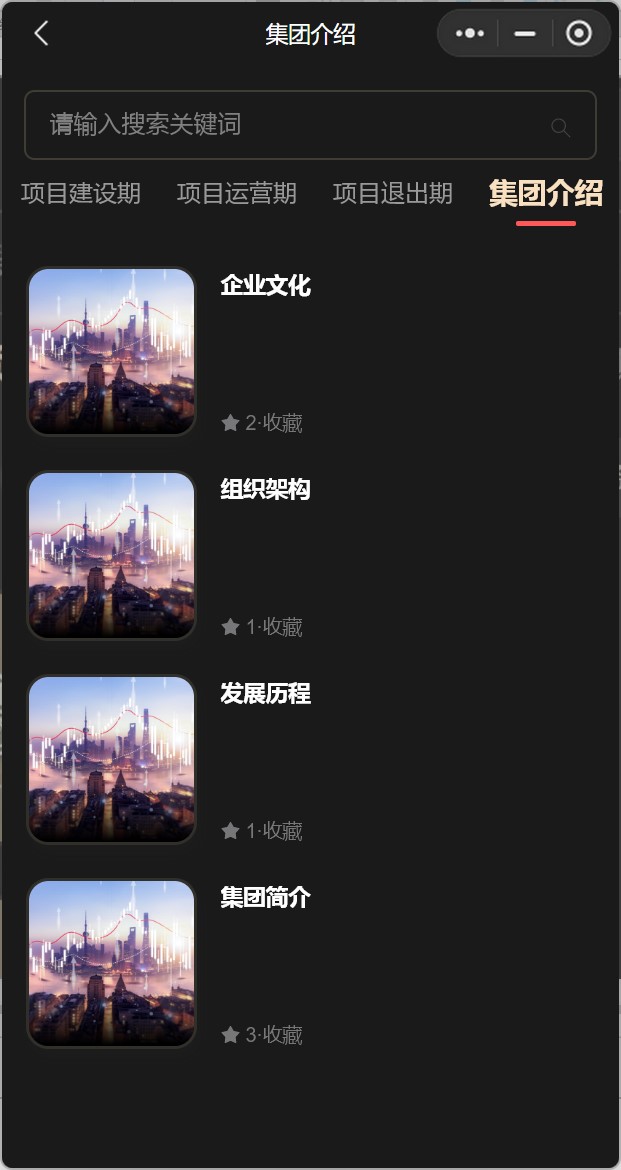 集团介绍
请输入搜索关键词
项目建设期 项目运营期 项目退出期 集团介绍
企业文化
2·收藏
组织架构
1·收藏
发展历程
1·收藏
集团简介
3·收藏